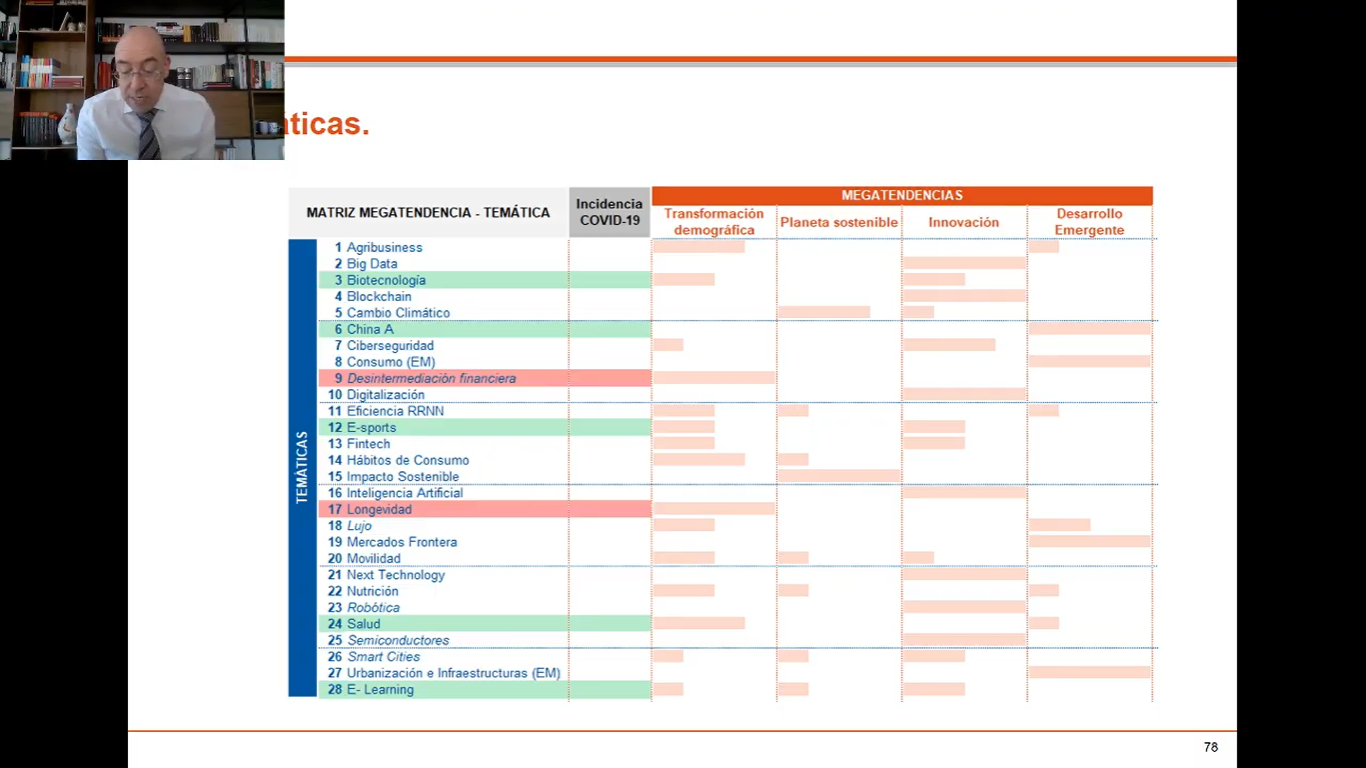 áticas.
MATRIZ MEGATENDENCIA - TEMÁTICA
Incidencia
COVID-19
MEGATENDENCIAS
Transformación
demográfica
Planeta sostenible
Innovación
Desarrollo
Emergente
TEMÁTICAS
1 Agribusiness
2 Big Data
3 Biotecnología
4 Blockchain
5 Cambio Climático
6 China A
7 Ciberseguridad
8 Consumo (EM)
9 Desintermediación financiera
10 Digitalización
11 Eficiencia RRNN
12 E-sports
13 Fintech
14 Hábitos de Consumo
15 Impacto Sostenible
16 Inteligencia Artificial
17 Longevidad
18 Lujo
19 Mercados Frontera
20 Movilidad
21 Next Technology
22 Nutrición
23 Robótica
24 Salud
25 Semiconductores
26 Smart Cities
27 Urbanización e Infraestructuras (EM)
28 E- Learning
78